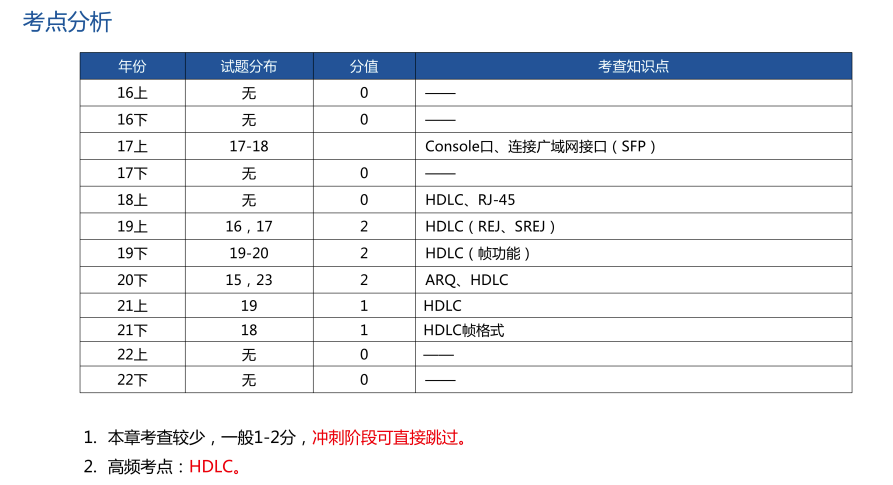 考点分析
年份 试题分布 分值 考查知识点
16上 无 0 ——
16下 无 0 ——
17上 17-18 Console口、连接广域网接口（SFP）
17下 无 0 ——
18上 无 0 HDLC、RJ-45
19上 16，17 2 HDLC（REJ、SREJ）
19下 19-20 2 HDLC（帧功能）
20下 15，23 2 ARQ、HDLC
21上 19 1 HDLC
21下 18 1 HDLC帧格式
22上 无 0 ——
22下 无 0 ——
1. 本章考查较少，一般1-2分，冲刺阶段可直接跳过。
2. 高频考点：HDLC。